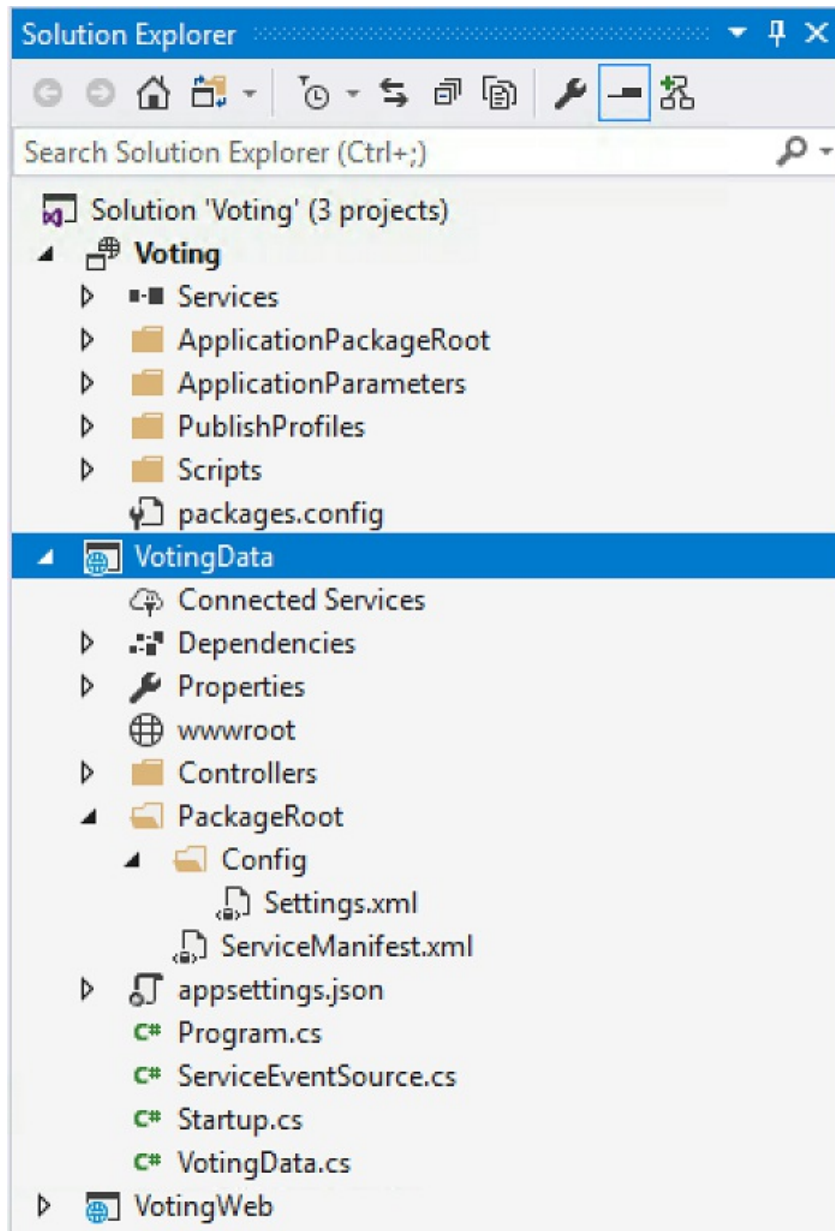 Solution Explorer
Search Solution Explorer (Ctrl+;)
Solution 'Voting' (3 projects)
Voting
Services
ApplicationPackageRoot
ApplicationParameters
PublishProfiles
Scripts
packages.config
VotingData
Connected Services
Dependencies
Properties
wwwroot
Controllers
PackageRoot
Config
Settings.xml
ServiceManifest.xml
appsettings.json
C# Program.cs
C# ServiceEventSource.cs
C# Startup.cs
C# VotingData.cs
VotingWeb